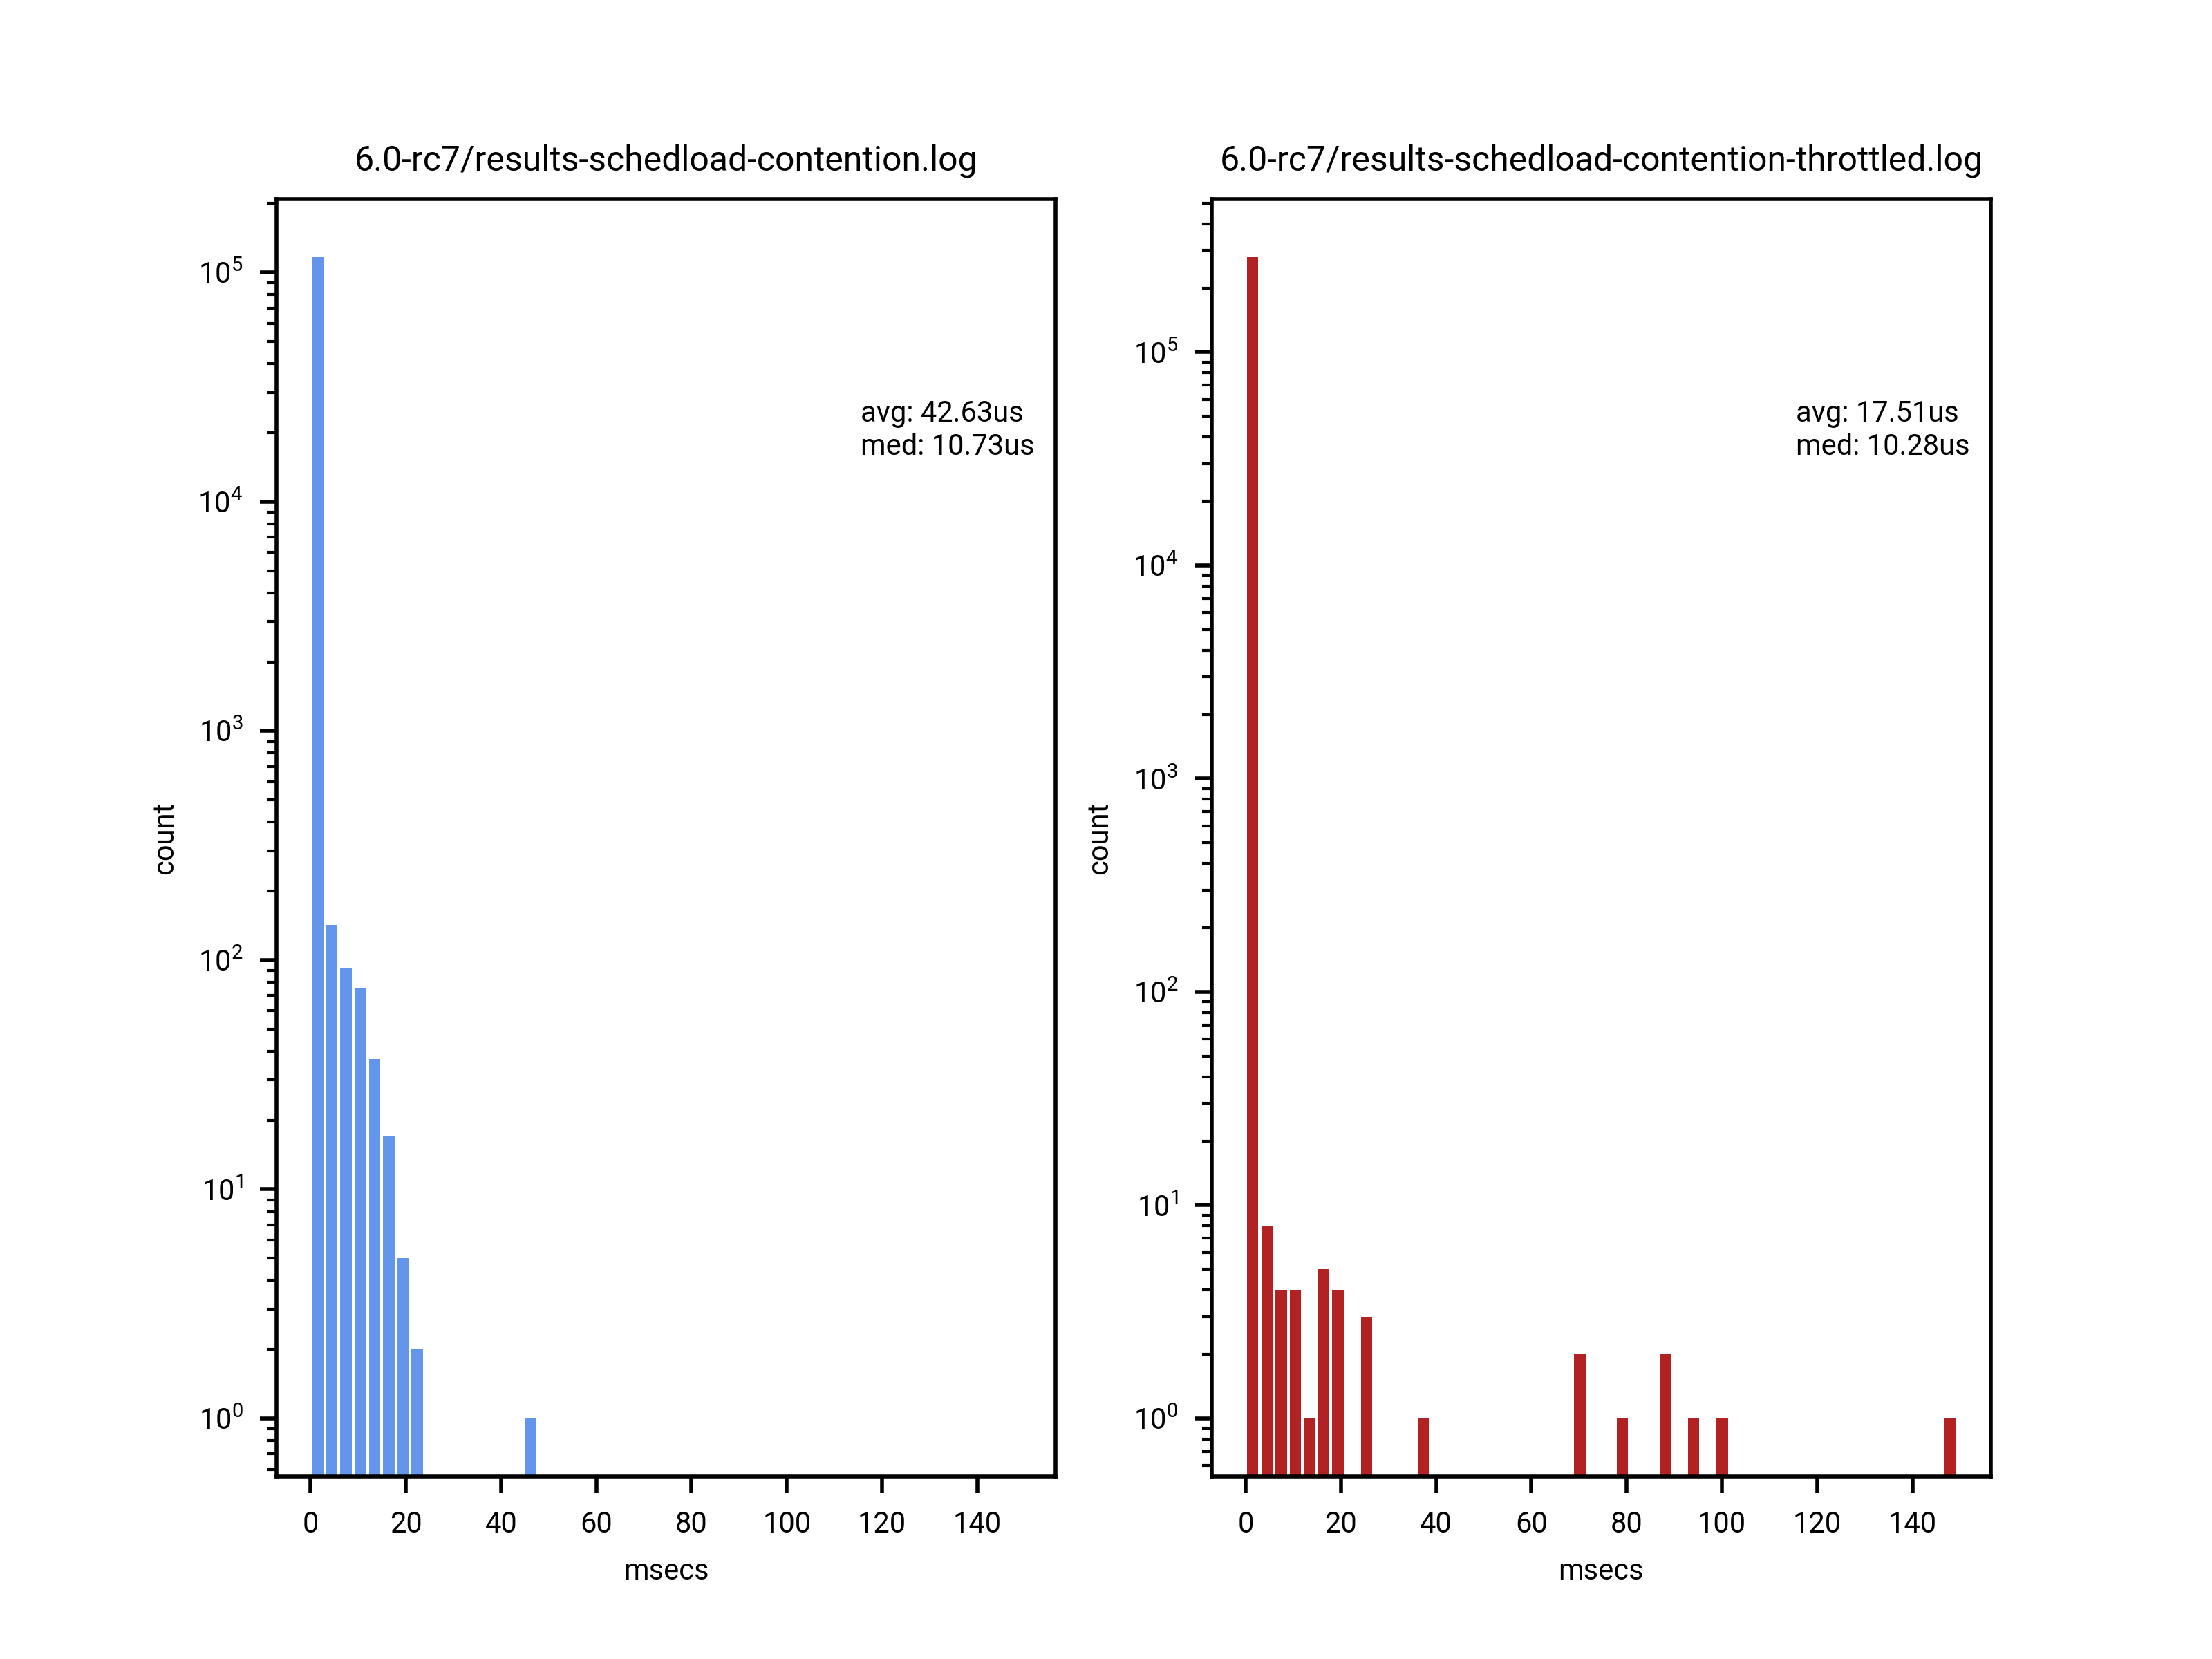 6.0-rc7/results-schedload-contention.log
10⁵
10⁴
10³
10²
10¹
10⁰
count
avg: 42.63us
med: 10.73us
0 20 40 60 80 100 120 140
msecs
6.0-rc7/results-schedload-contention-throttled.log
10⁵
10⁴
10³
10²
10¹
10⁰
count
avg: 17.51us
med: 10.28us
0 20 40 60 80 100 120 140
msecs